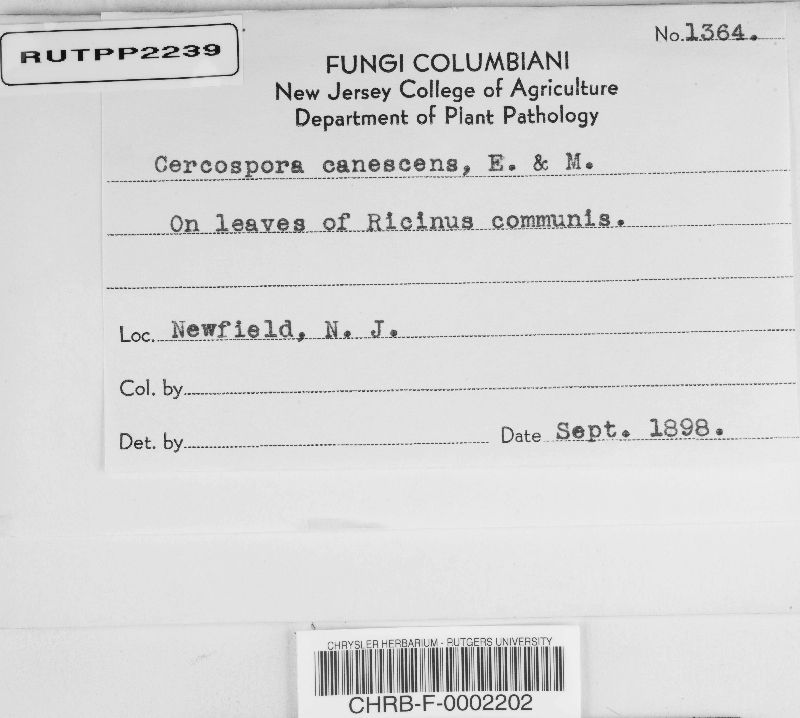 RUTPP2239
No. 1364.
FUNGI COLUMBIANI
New Jersey College of Agriculture
Department of Plant Pathology
Cercospora canescens, E. & M.
On leaves of Ricinus communis.
Loc. Newfield, N. J.
Col. by
Det. by Date Sept. 1898.
CHRYSLER HERBARIUM - RUTGERS UNIVERSITY
CHRB-F-0002202